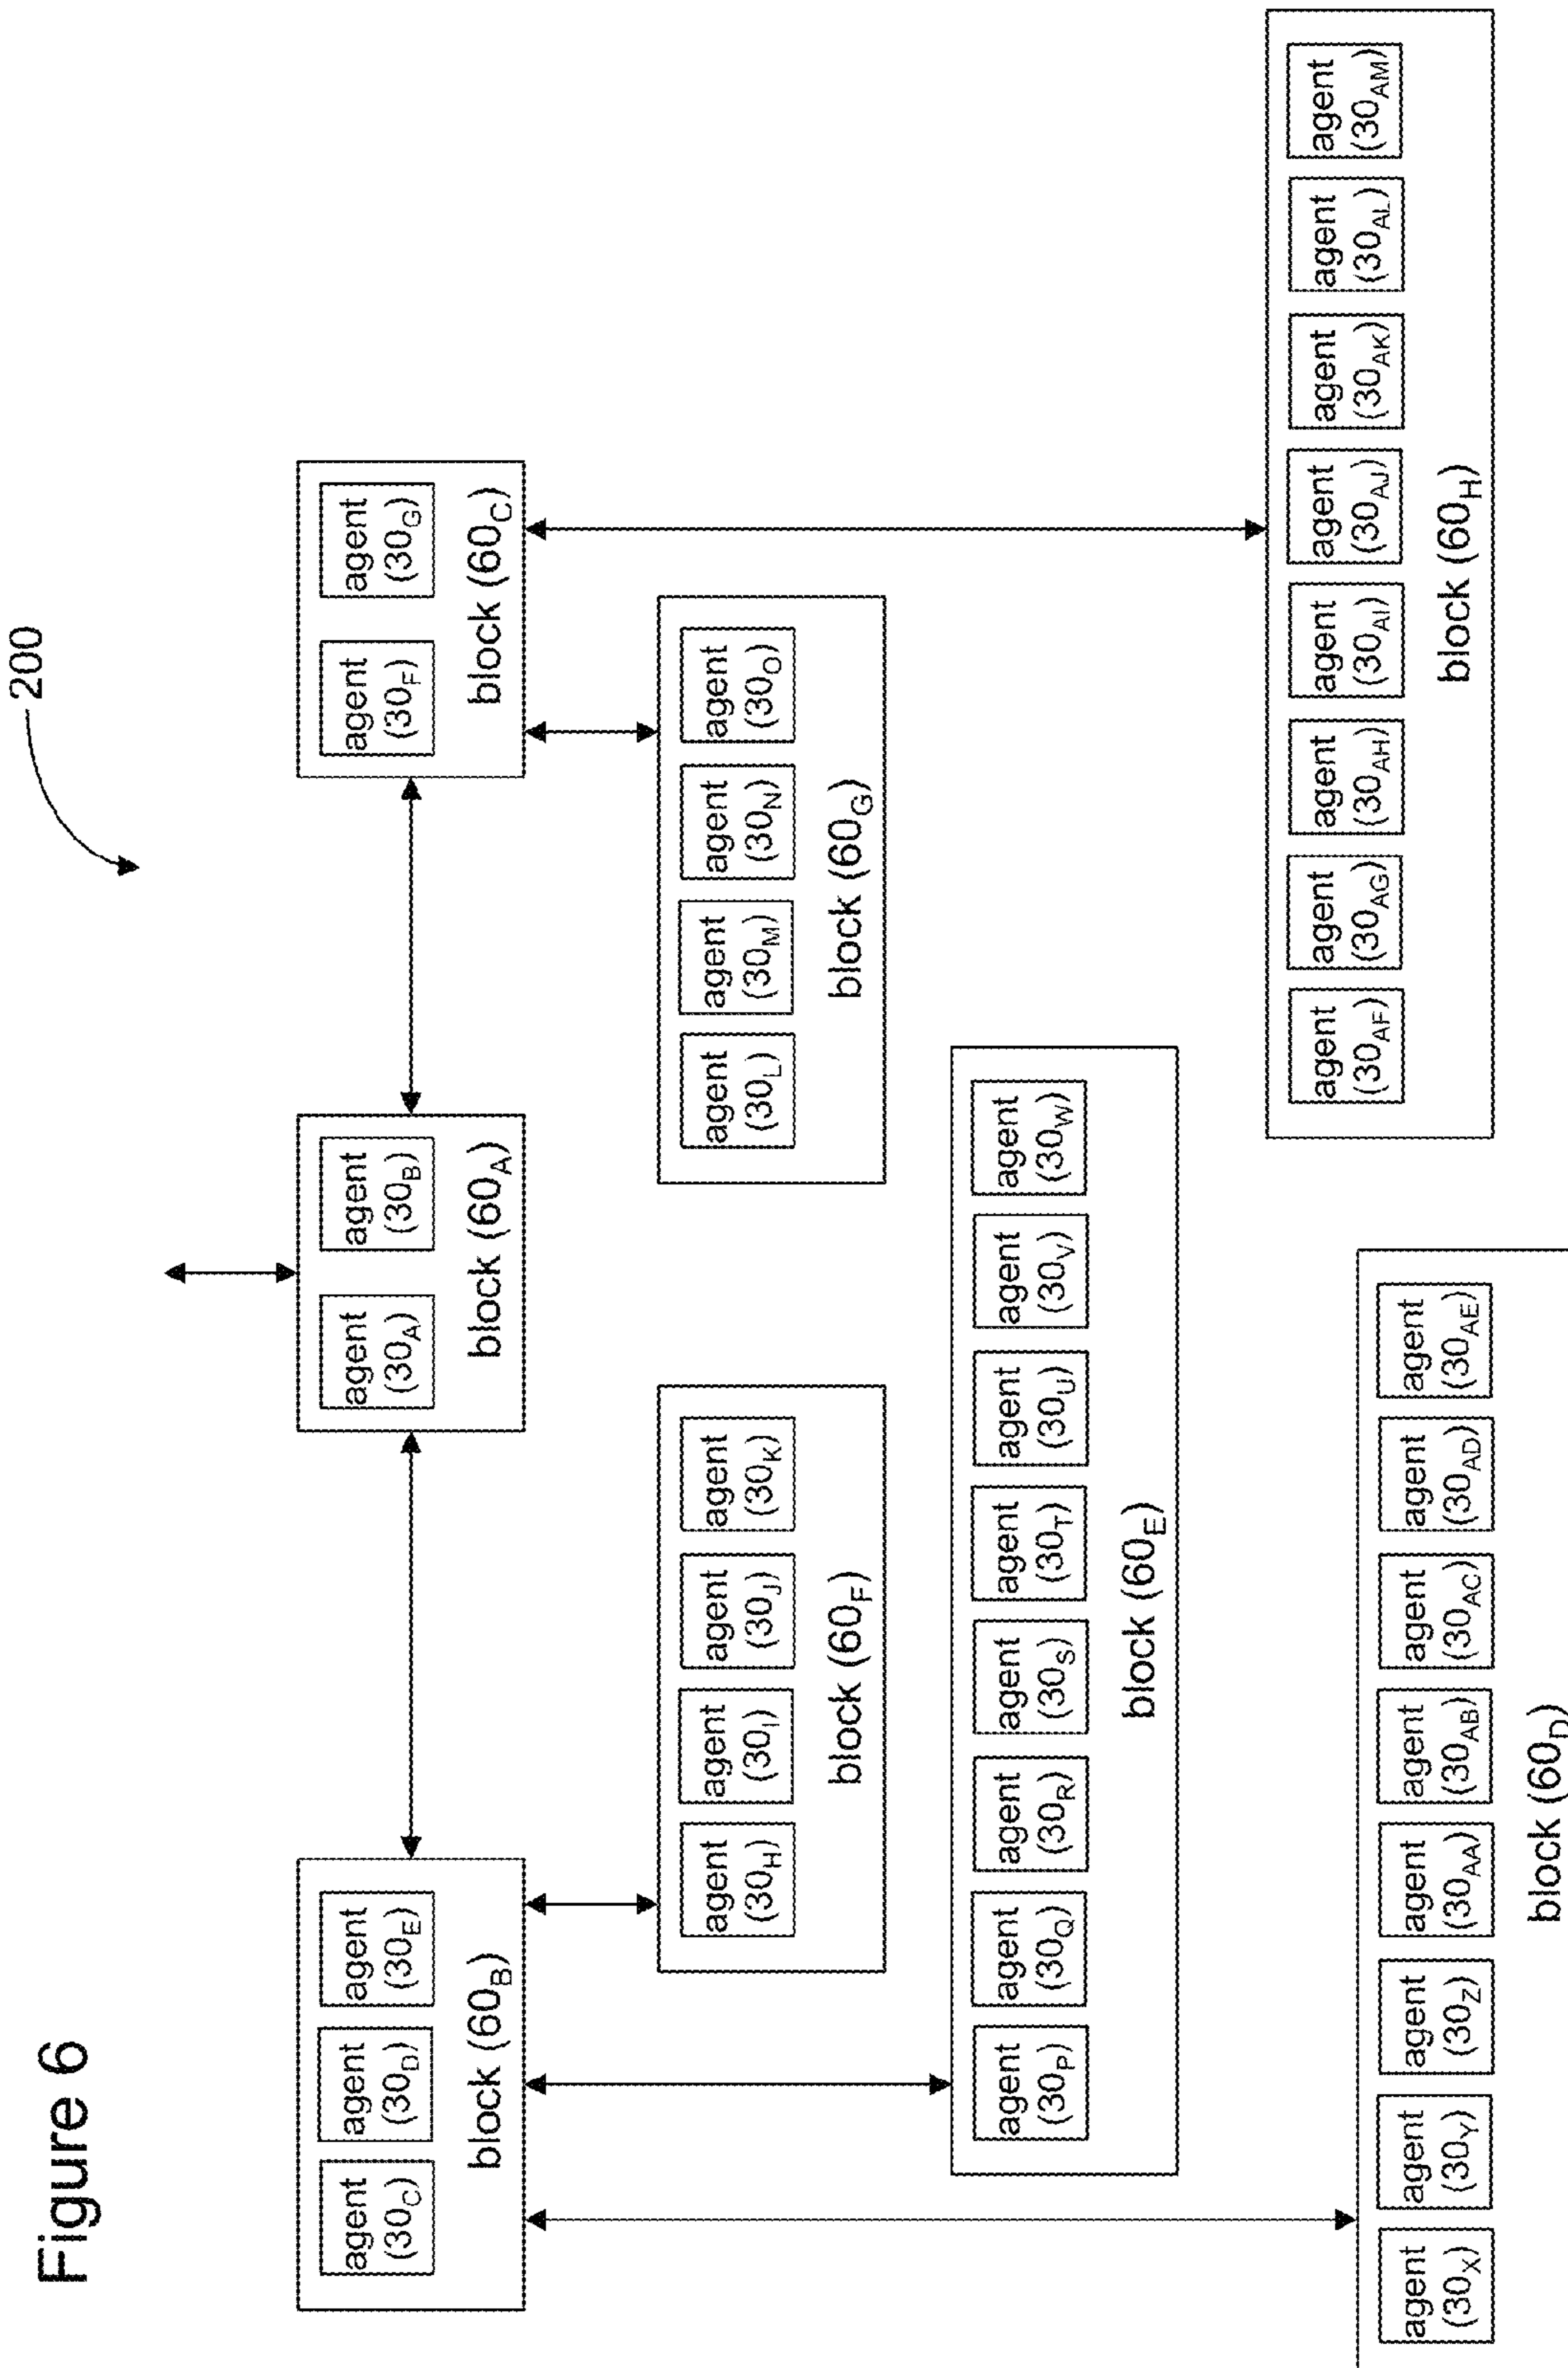 Figure 6
200
agent
(30C)
agent
(30D)
agent
(30E)
block (60B)
agent
(30A)
agent
(30B)
block (60A)
agent
(30F)
agent
(30G)
block (60C)
agent
(30H)
agent
(30I)
agent
(30J)
agent
(30K)
block (60F)
agent
(30L)
agent
(30M)
agent
(30N)
agent
(30O)
block (60G)
agent
(30P)
agent
(30Q)
agent
(30R)
agent
(30S)
agent
(30T)
agent
(30U)
agent
(30V)
agent
(30W)
block (60E)
agent
(30AF)
agent
(30AG)
agent
(30AH)
agent
(30AI)
agent
(30AJ)
agent
(30AK)
agent
(30AL)
agent
(30AM)
block (60H)
agent
(30X)
agent
(30Y)
agent
(30Z)
agent
(30AA)
agent
(30AB)
agent
(30AC)
agent
(30AD)
agent
(30AE)
block (60D)